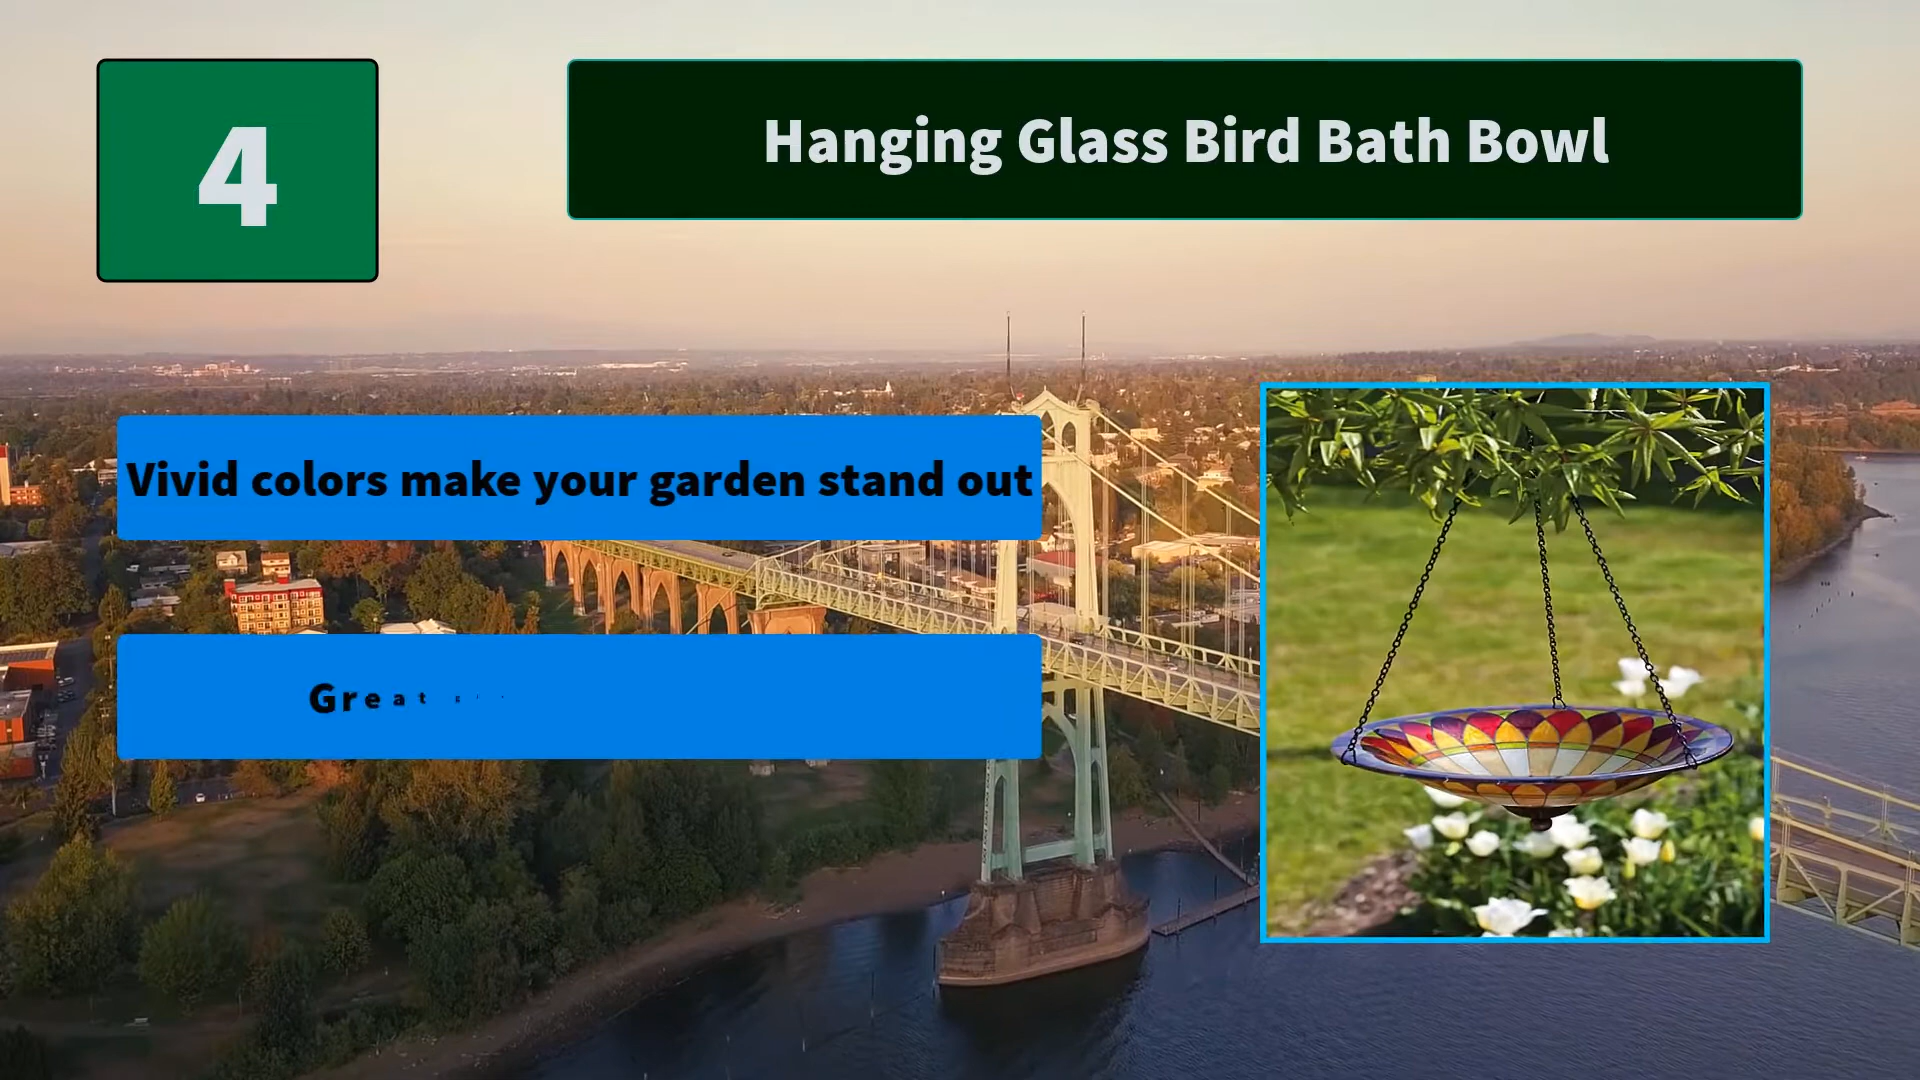 4
Hanging Glass Bird Bath Bowl
Vivid colors make your garden stand out
Great